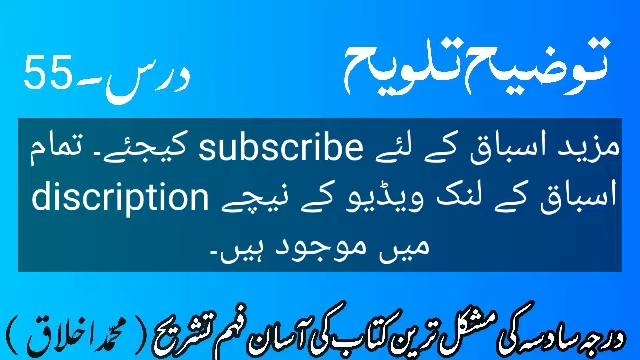 توضیح تلویح
درس۔55
مزید اسباق کے لئے subscribe کیجئے۔ تمام
اسباق کے لنک ویڈیو کے نیچے discription
میں موجود ہیں۔
درجہ سادسہ کی مشکل ترین کتاب کی آسان فہم تشریح ( محمد اخلاق )